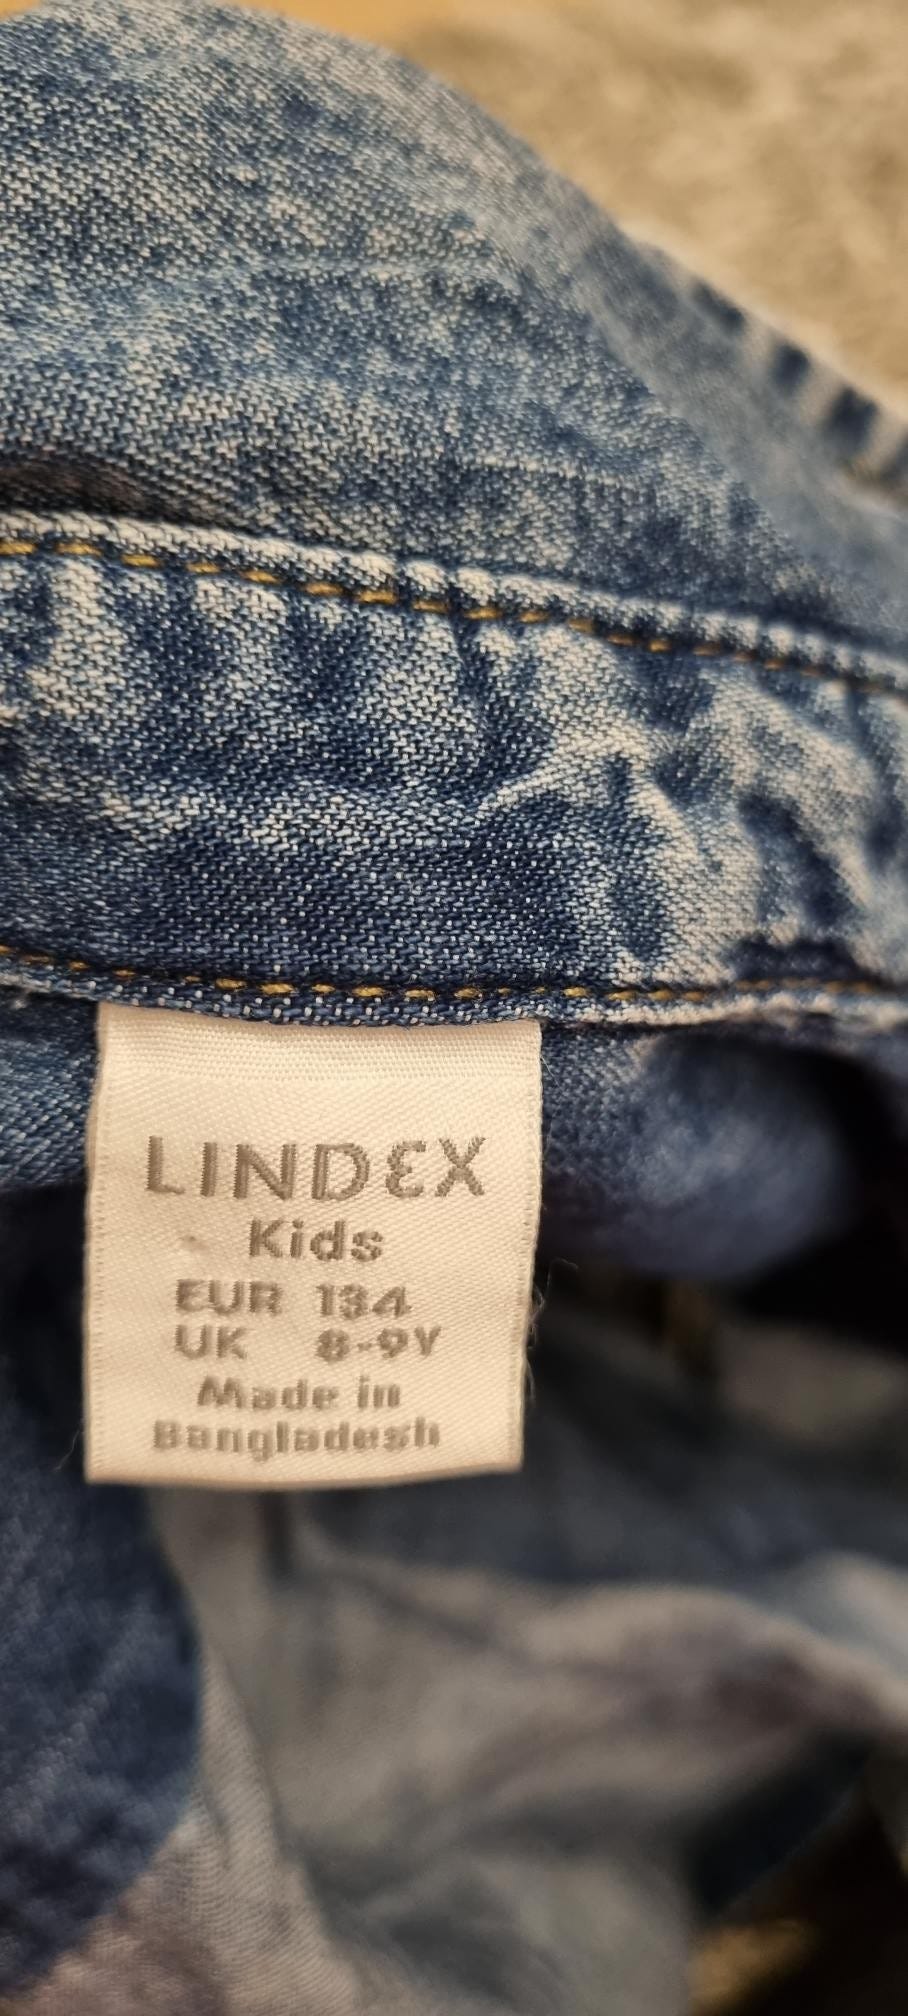 LINDEX
Kids
EUR 134
UK 8-9Y
Made in
Bangladesh